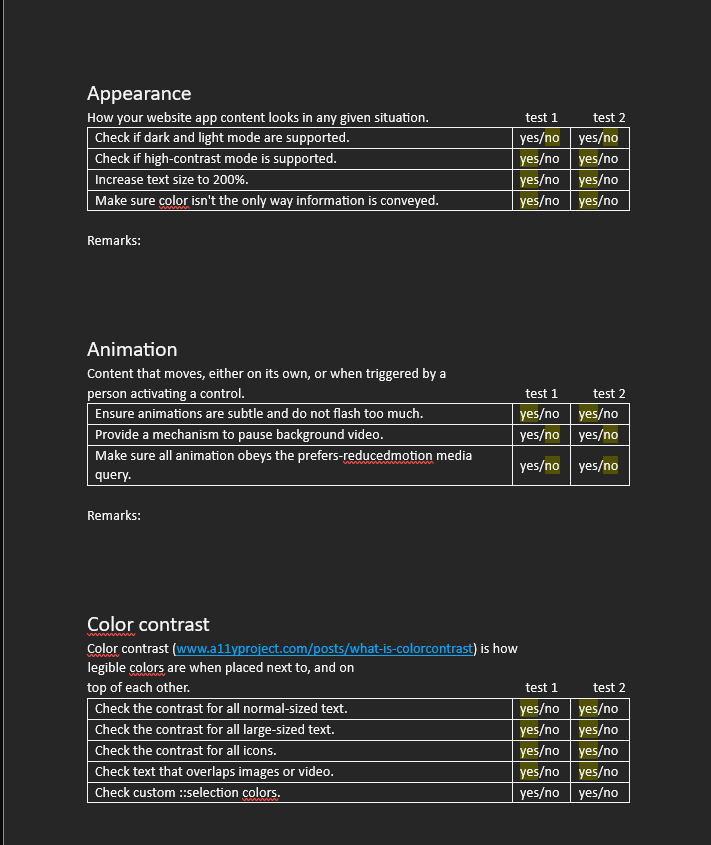 Appearance
How your website app content looks in any given situation. test 1 test 2
Check if dark and light mode are supported. yes/no yes/no
Check if high-contrast mode is supported. yes/no yes/no
Increase text size to 200%. yes/no yes/no
Make sure color isn't the only way information is conveyed. yes/no yes/no
Remarks:
Animation
Content that moves, either on its own, or when triggered by a
person activating a control. test 1 test 2
Ensure animations are subtle and do not flash too much. yes/no yes/no
Provide a mechanism to pause background video. yes/no yes/no
Make sure all animation obeys the prefers-reducedmotion media
query. yes/no yes/no
Remarks:
Color contrast
Color contrast (www.a11yproject.com/posts/what-is-colorcontrast) is how
legible colors are when placed next to, and on
top of each other. test 1 test 2
Check the contrast for all normal-sized text. yes/no yes/no
Check the contrast for all large-sized text. yes/no yes/no
Check the contrast for all icons. yes/no yes/no
Check text that overlaps images or video. yes/no yes/no
Check custom ::selection colors. yes/no yes/no